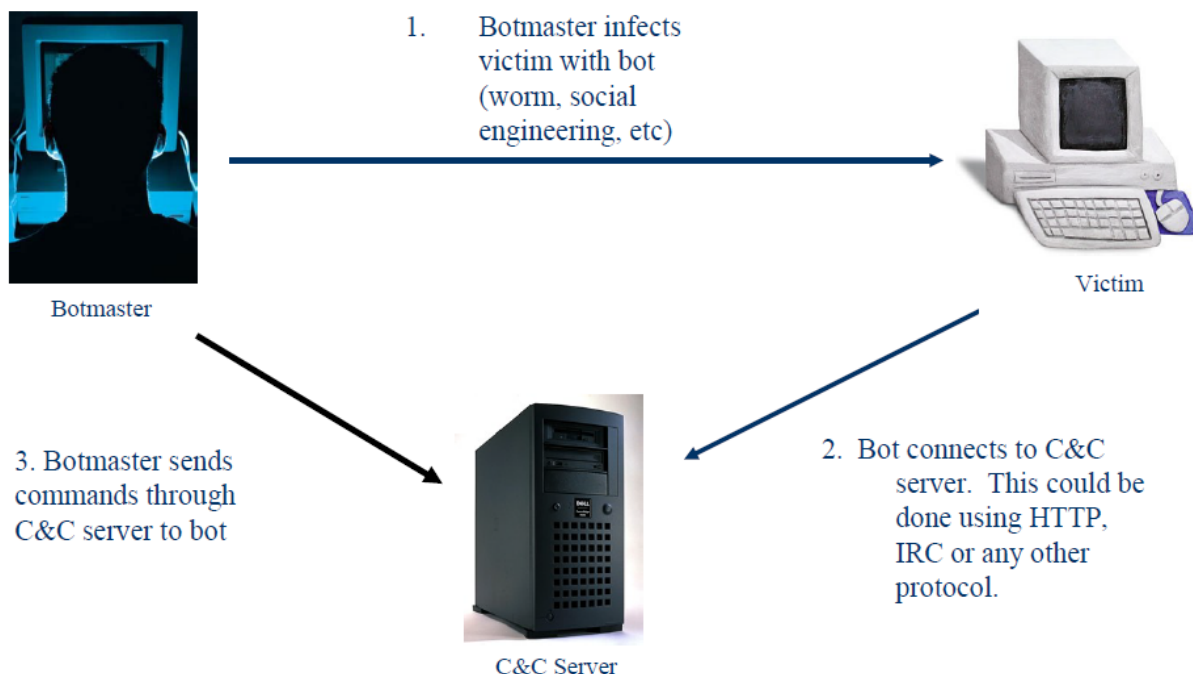 1. Botmaster infects
victim with bot
(worm, social
engineering, etc)
Botmaster
Victim
3. Botmaster sends
commands through
C&C server to bot
2. Bot connects to C&C
server. This could be
done using HTTP,
IRC or any other
protocol.
DELL
C&C Server